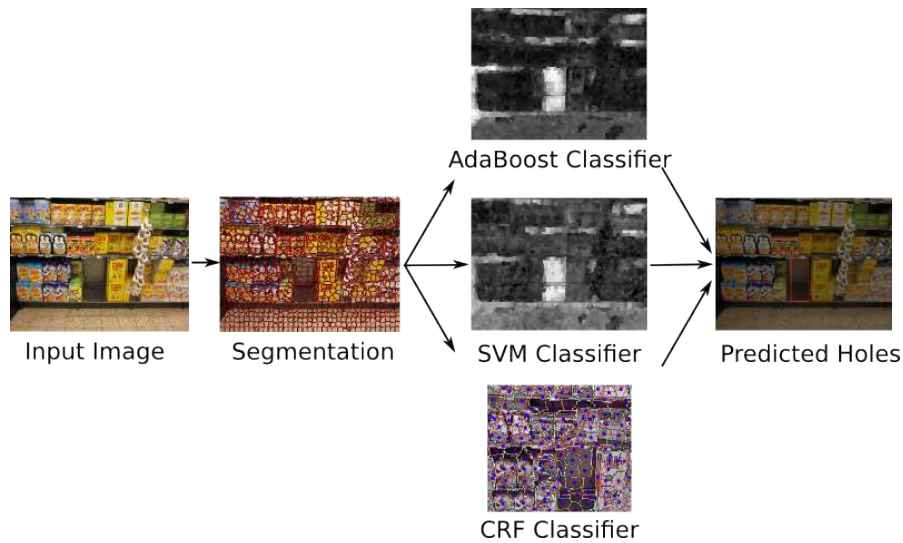 AdaBoost Classifier
Input Image
Segmentation
SVM Classifier
Predicted Holes
CRF Classifier